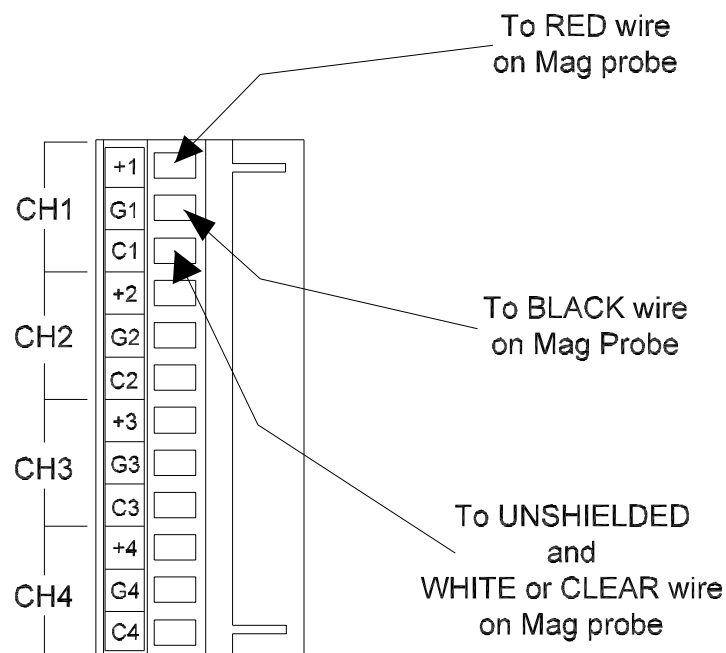 To RED wire
on Mag probe
CH1
+1
G1
C1
To BLACK wire
on Mag Probe
CH2
+2
G2
C2
CH3
+3
G3
C3
To UNSHIELDED
and
WHITE or CLEAR wire
on Mag probe
CH4
+4
G4
C4